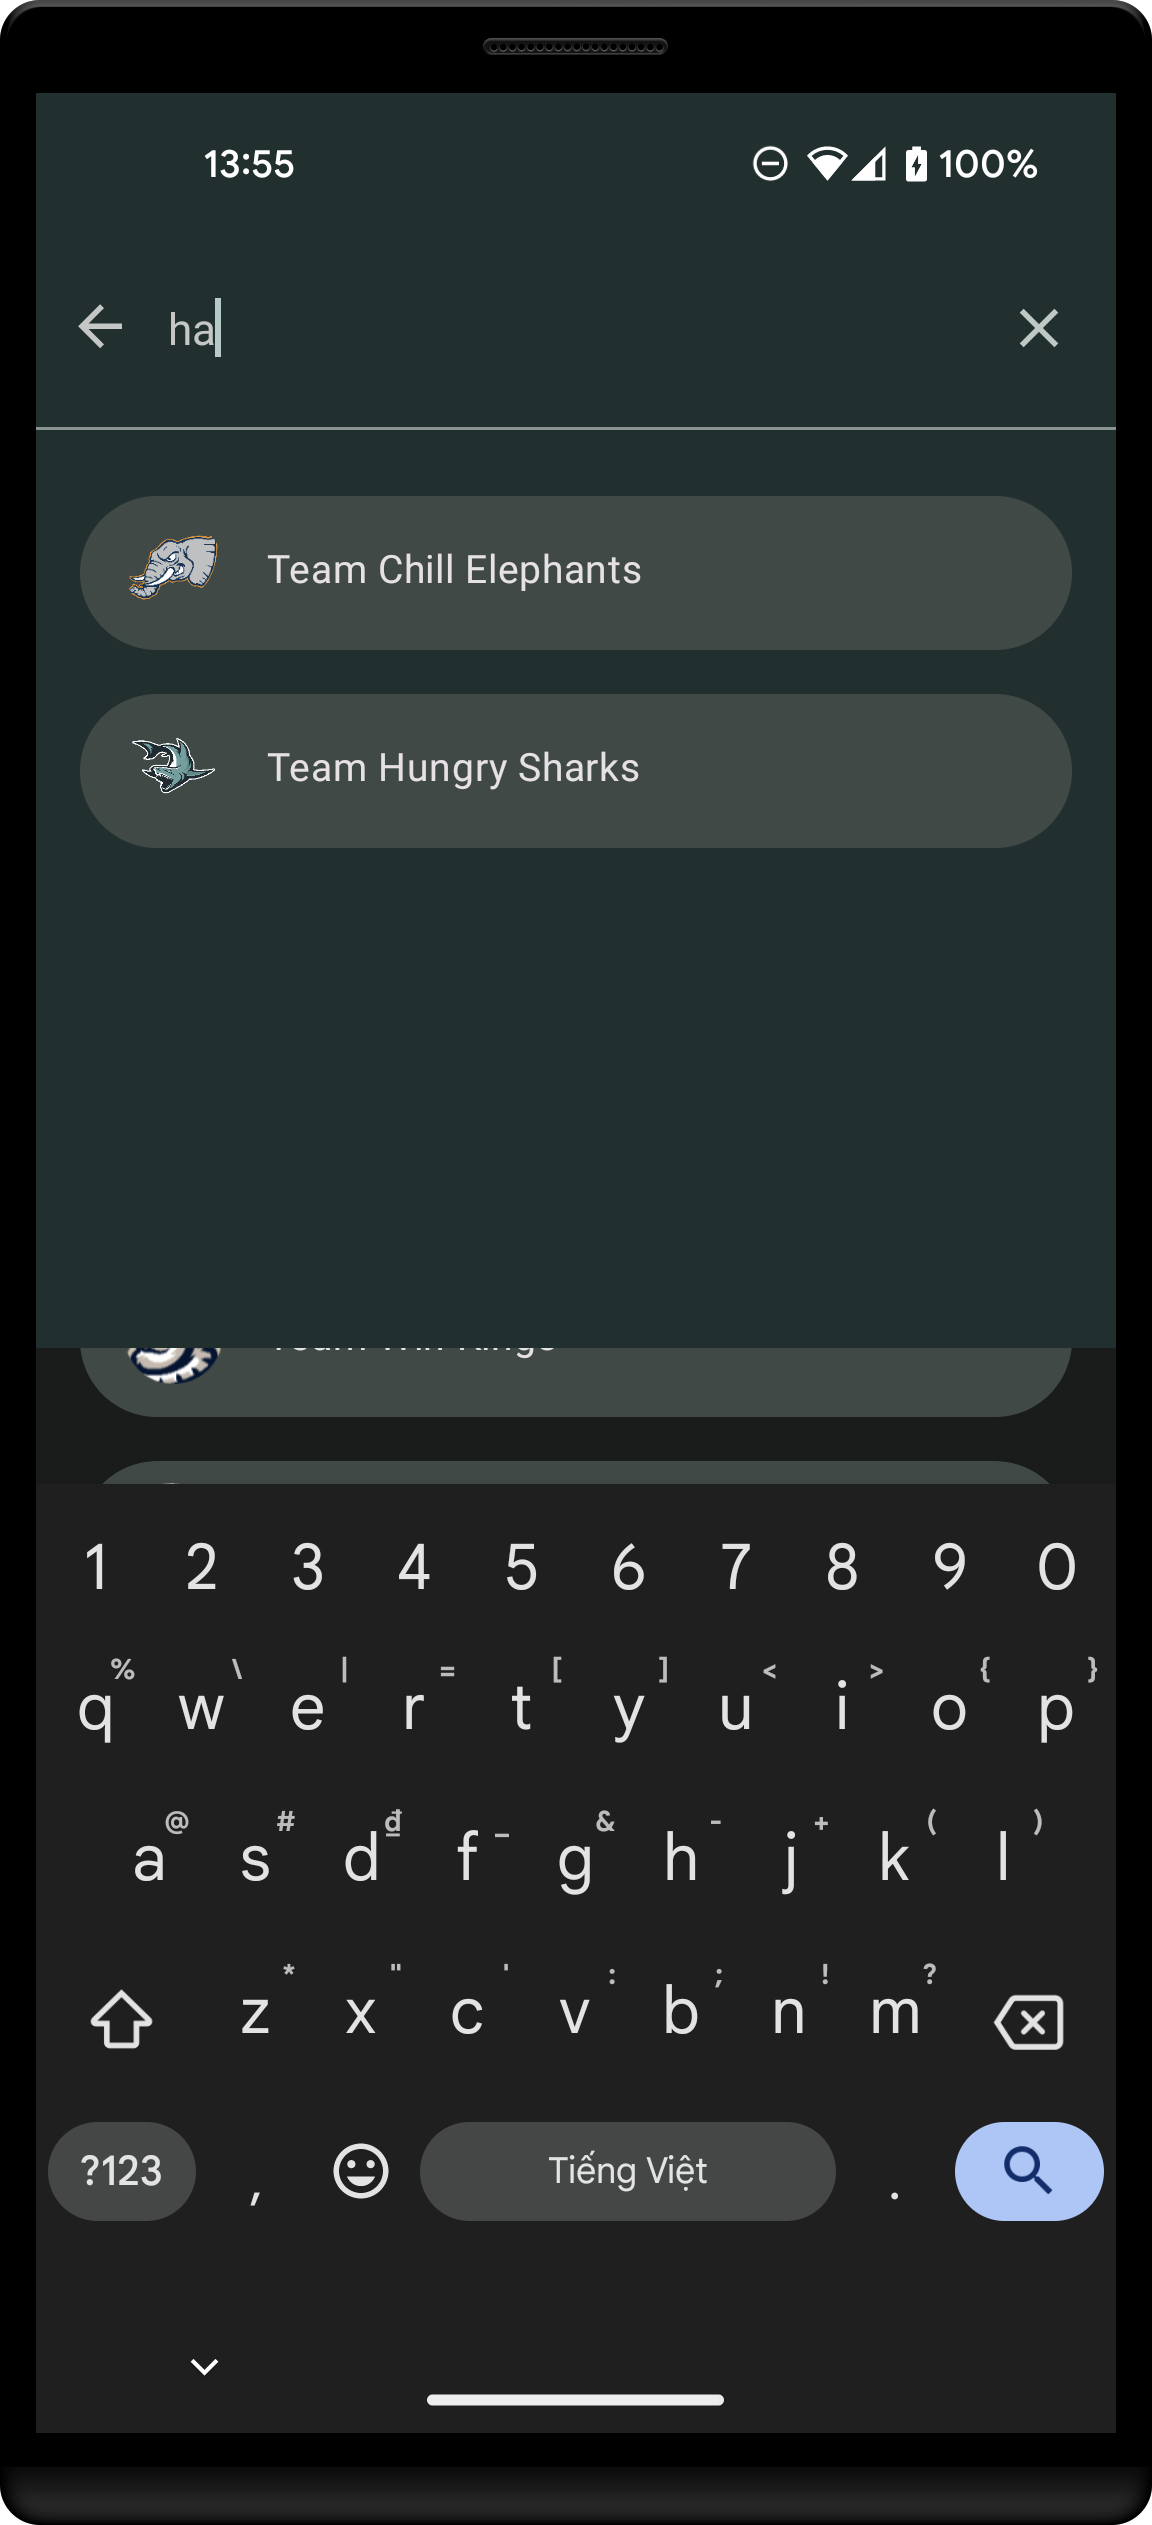 13:55 100%
ha
Team Chill Elephants
Team Hungry Sharks
1 2 3 4 5 6 7 8 9 0
% \ | = [ ] < > { }
q w e r t y u i o p
@ # đ _ & - + ( )
a s d f g h j k l
* " ' : ; ! ?
z x c v b n m
?123 , Tiếng Việt .